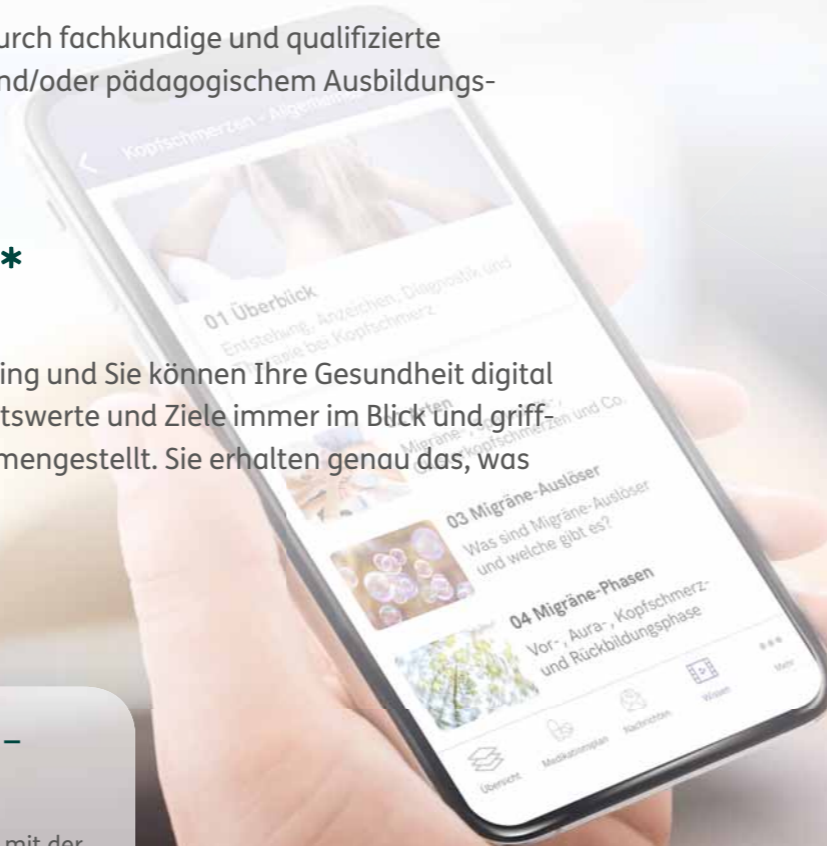 urch fachkundige und qualifizierte
nd/oder pädagogischem Ausbildungs-
Kopfschmerzen - Allgemeine
*
01 Überblick
Entstehung, Anzeichen, Diagnostik und
Therapie bei Kopfschmerz
ing und Sie können Ihre Gesundheit digital
tswerte und Ziele immer im Blick und griff-
mengestellt. Sie erhalten genau das, was
Migräne-,
kopfschmerzen und Co.
03 Migräne-Auslöser
Was sind Migräne-Auslöser
und welche gibt es?
04 Migräne-Phasen
Vor-, Aura-, Kopfschmerz-
und Rückbildungsphase
Übersicht Medikationsplan Nachrichten Wissen Mehr
–
mit der